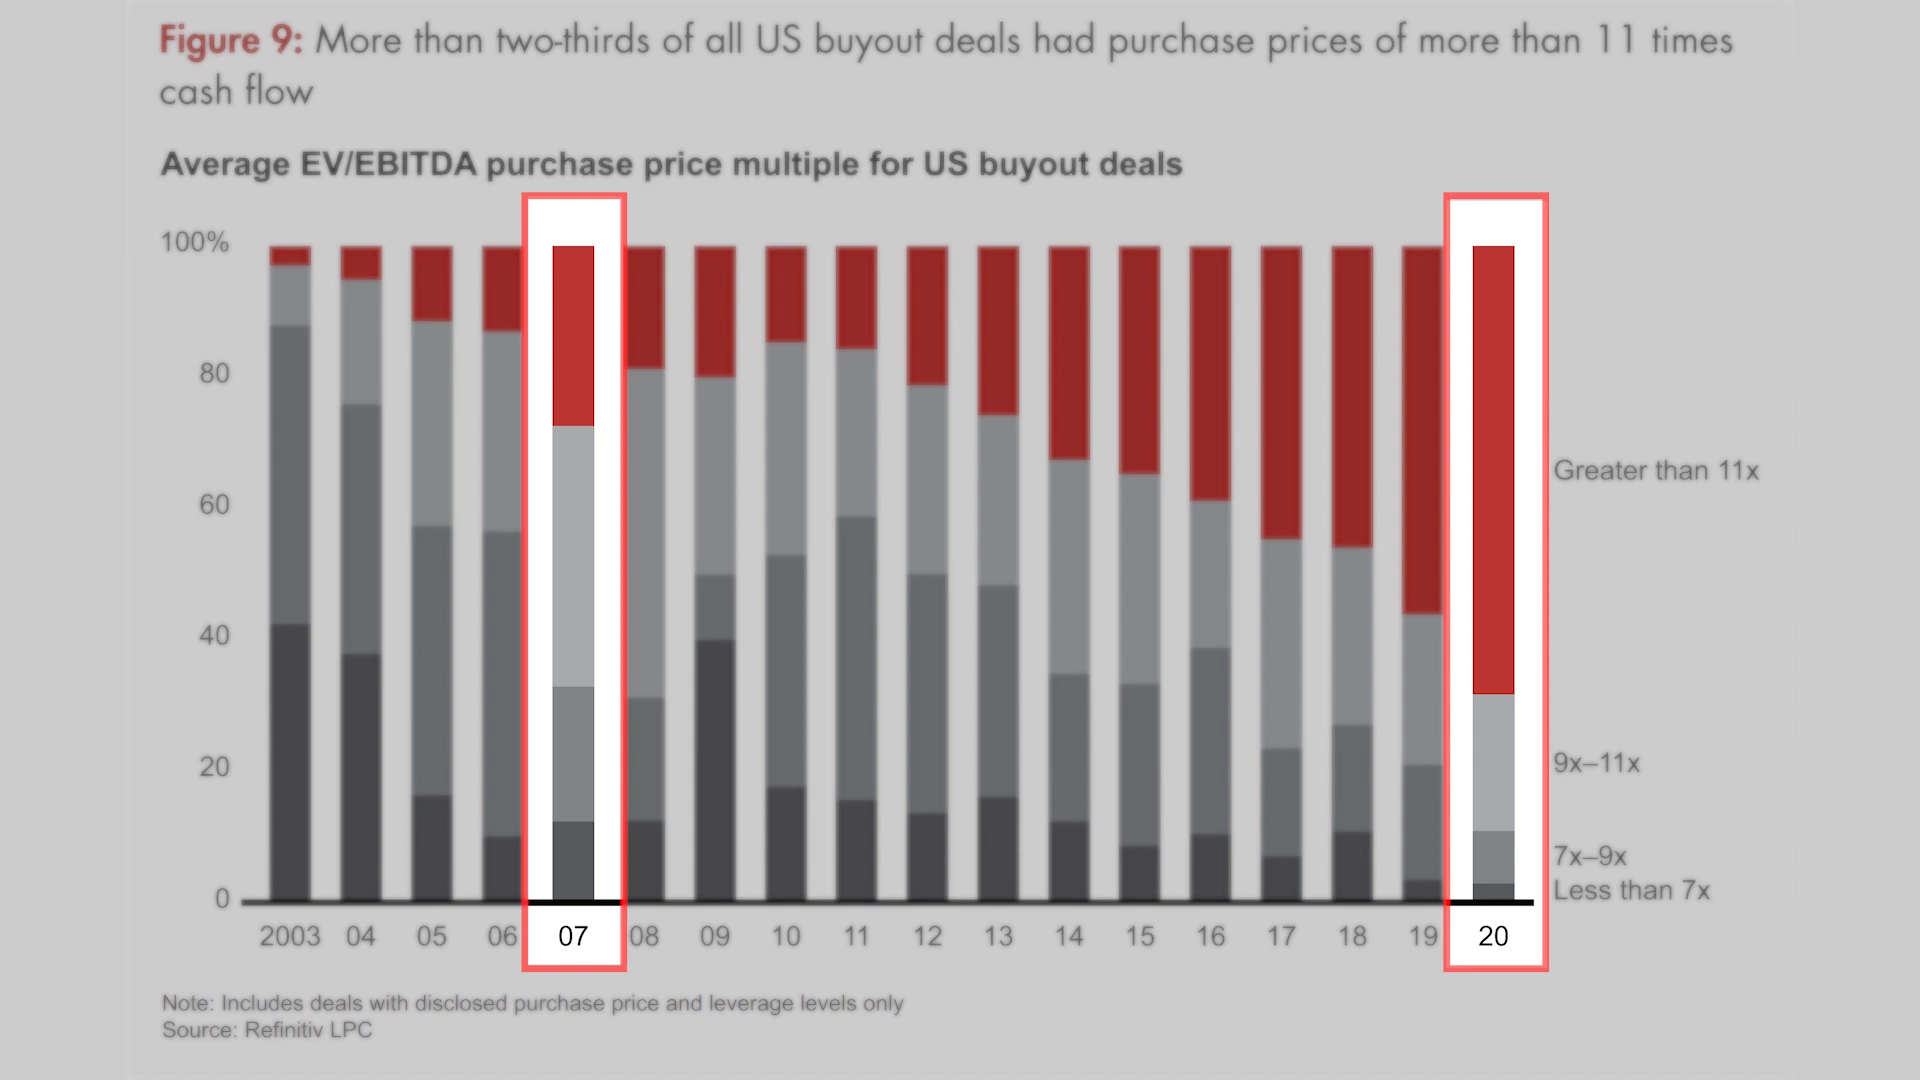 Figure 9: More than two-thirds of all US buyout deals had purchase prices of more than 11 times
cash flow
Average EV/EBITDA purchase price multiple for US buyout deals
100%
80
60
40
20
0
Greater than 11x
9x–11x
7x–9x
Less than 7x
2003 04 05 06 07 08 09 10 11 12 13 14 15 16 17 18 19 20
Note: Includes deals with disclosed purchase price and leverage levels only
Source: Refinitiv LPC